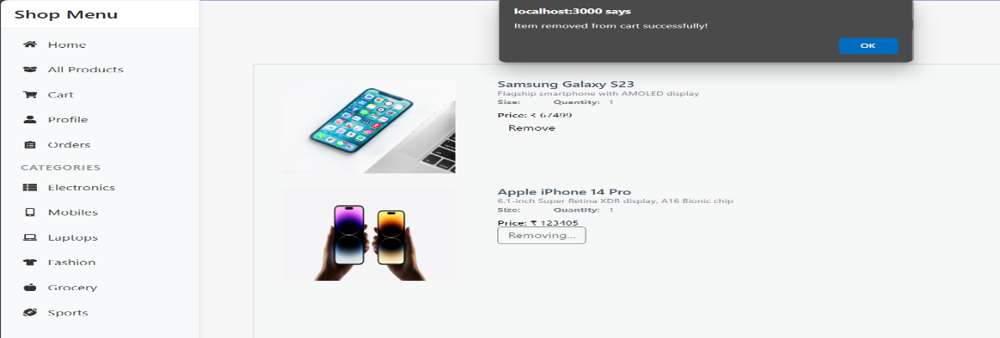 Shop Menu
Home
All Products
Cart
Profile
Orders
CATEGORIES
Electronics
Mobiles
Laptops
Fashion
Grocery
Sports
localhost:3000 says
Item removed from cart successfully!
OK
Samsung Galaxy S23
Flagship smartphone with AMOLED display
Size: Quantity: 1
Price: ₹ 67499
Remove
Apple iPhone 14 Pro
6.1-inch Super Retina XDR display, A16 Bionic chip
Size: Quantity: 1
Price: ₹ 123405
Removing...